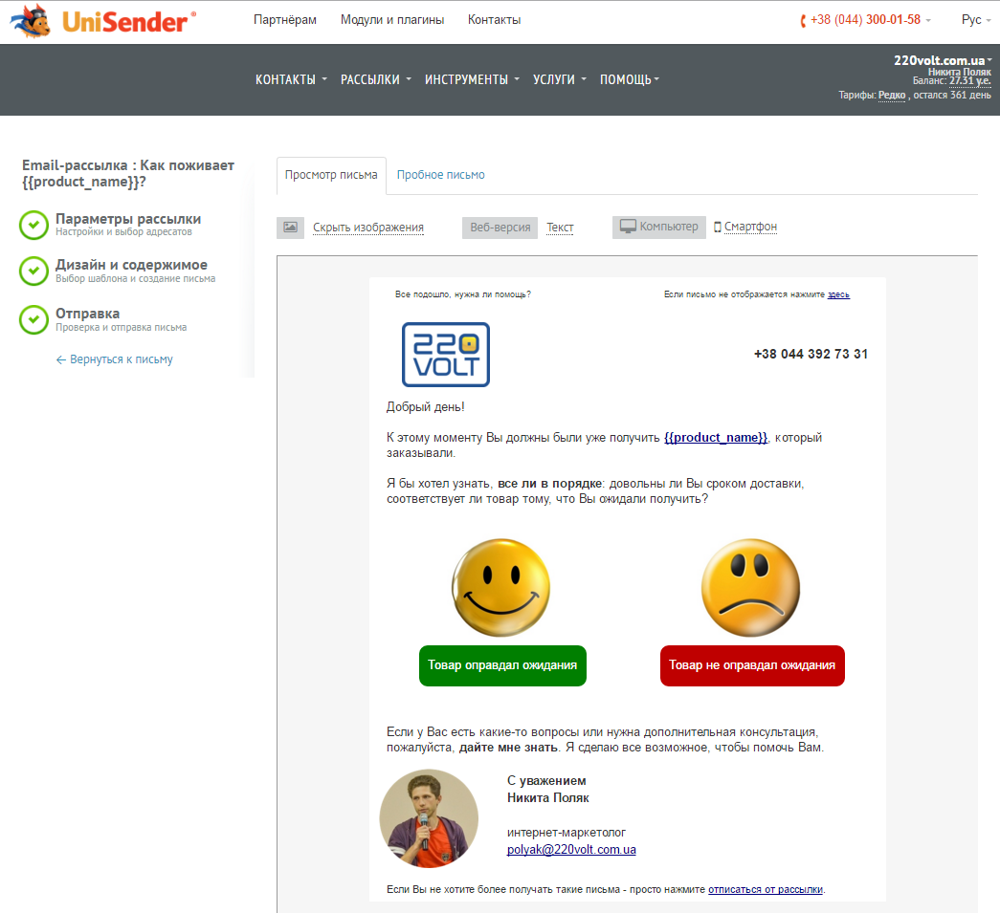 UniSender®
Партнёрам Модули и плагины Контакты
+38 (044) 300-01-58 Рус
КОНТАКТЫ РАССЫЛКИ ИНСТРУМЕНТЫ УСЛУГИ ПОМОЩЬ
220volt.com.ua
Никита Поляк
Баланс: 27.31 у.е.
Тарифы: Редко , остался 361 день
Email-рассылка : Как поживает
{{product_name}}?
Параметры рассылки
Настройки и выбор адресатов
Дизайн и содержимое
Выбор шаблона и создание письма
Отправка
Проверка и отправка письма
← Вернуться к письму
Просмотр письма Пробное письмо
Скрыть изображения Веб-версия Текст Компьютер Смартфон
Все подошло, нужна ли помощь? Если письмо не отображается нажмите здесь
220
VOLT
+38 044 392 73 31
Добрый день!
К этому моменту Вы должны были уже получить {{product_name}}, который
заказывали.
Я бы хотел узнать, все ли в порядке: довольны ли Вы сроком доставки,
соответствует ли товар тому, что Вы ожидали получить?
Товар оправдал ожидания Товар не оправдал ожидания
Если у Вас есть какие-то вопросы или нужна дополнительная консультация,
пожалуйста, дайте мне знать. Я сделаю все возможное, чтобы помочь Вам.
С уважением
Никита Поляк
интернет-маркетолог
polyak@220volt.com.ua
Если Вы не хотите более получать такие письма - просто нажмите отписаться от рассылки.